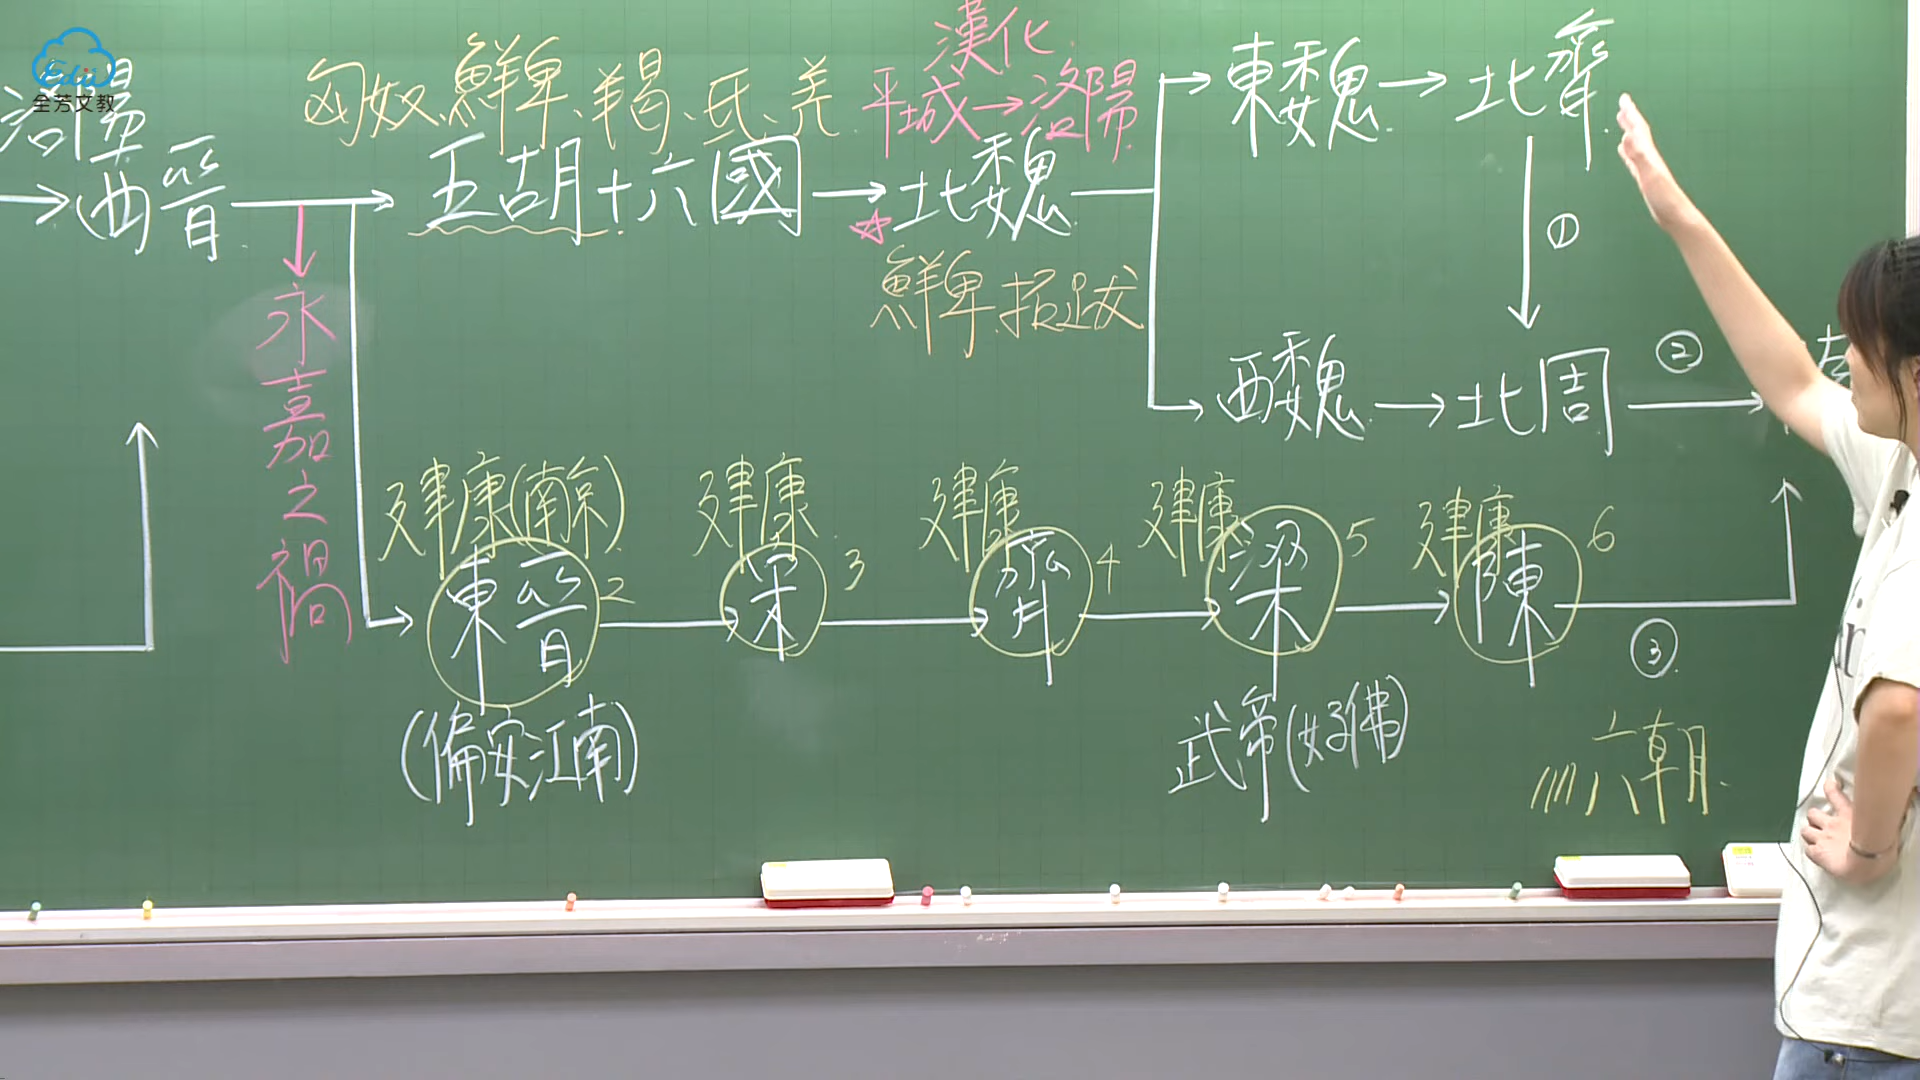 Edu
全芳文教
洛陽
→西晉
永嘉之禍
匈奴、鮮卑、羯、氐、羌
五胡十六國
漢化
平城→洛陽
→☆北魏
鮮卑.拓跋
→東魏→北齊
①
→西魏→北周
②
建康(南京)
東晉 2
(偏安江南)
建康
宋 3
建康
齊 4
建康
梁 5
武帝(好佛)
建康
陳 6
③
六朝